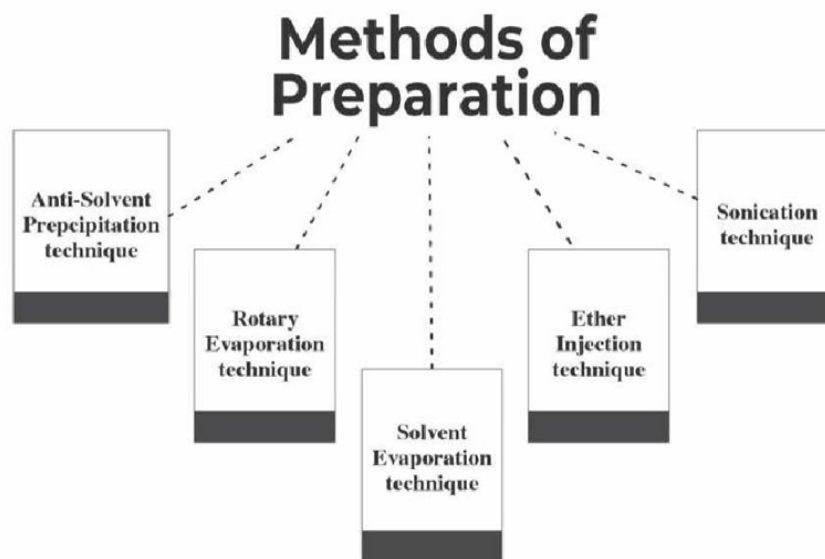 Methods of
Preparation
Anti-Solvent
Prepcipitation
technique
Rotary
Evaporation
technique
Solvent
Evaporation
technique
Ether
Injection
technique
Sonication
technique